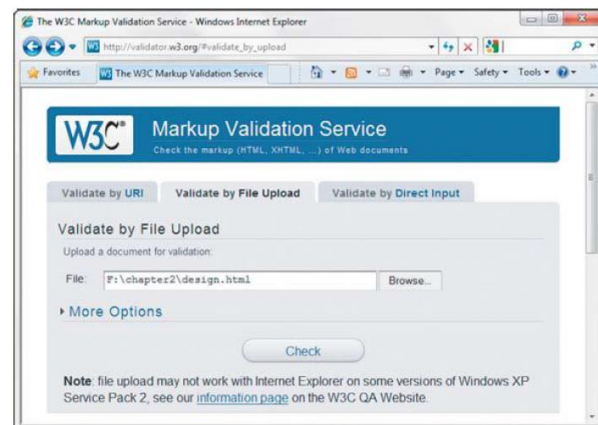 The W3C Markup Validation Service - Windows Internet Explorer
http://validator.w3.org/#validate_by_upload
Favorites The W3C Markup Validation Service Page Safety Tools
W3C® Markup Validation Service
Check the markup (HTML, XHTML, ...) of Web documents
Validate by URI Validate by File Upload Validate by Direct Input
Validate by File Upload
Upload a document for validation:
File: F:\chapter2\design.html Browse...
More Options
Check
Note: file upload may not work with Internet Explorer on some versions of Windows XP
Service Pack 2, see our information page on the W3C QA Website.